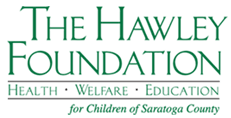 THE HAWLEY
FOUNDATION
HEALTH · WELFARE · EDUCATION
for Children of Saratoga County